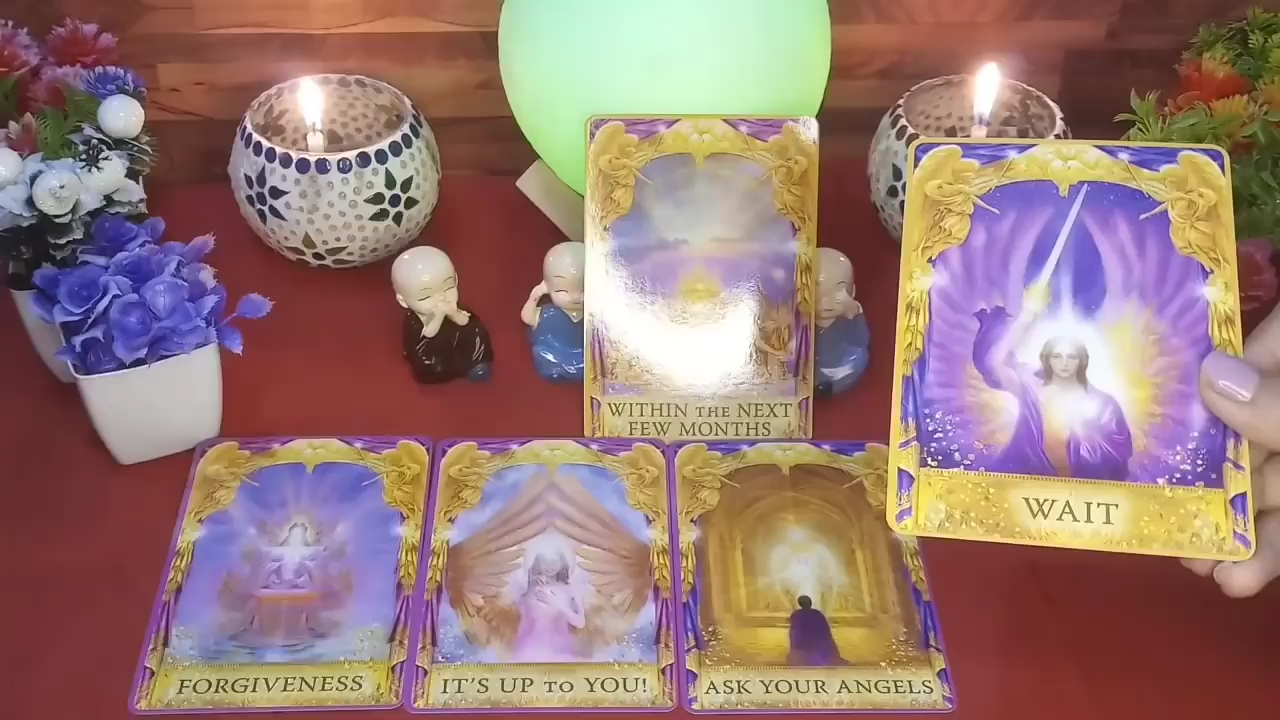 WITHIN THE NEXT
FEW MONTHS
WAIT
FORGIVENESS
IT'S UP TO YOU!
ASK YOUR ANGELS